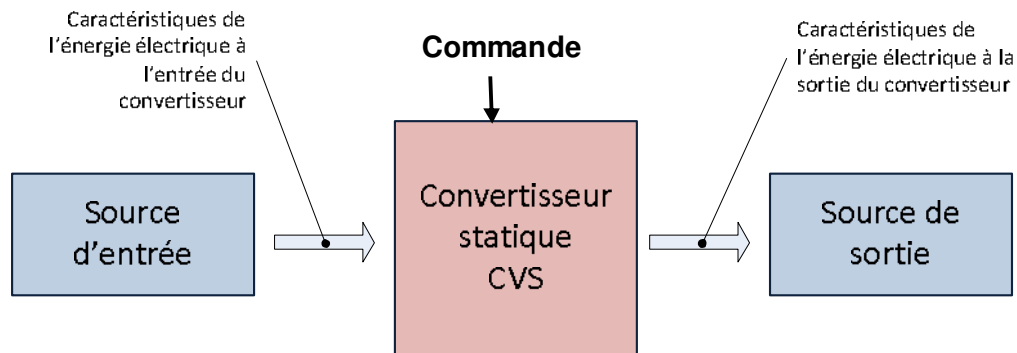 Caractéristiques de
l'énergie électrique à
l'entrée du
convertisseur
Commande
Caractéristiques de
l'énergie électrique à la
sortie du convertisseur
Source
d'entrée
Convertisseur
statique
CVS
Source de
sortie